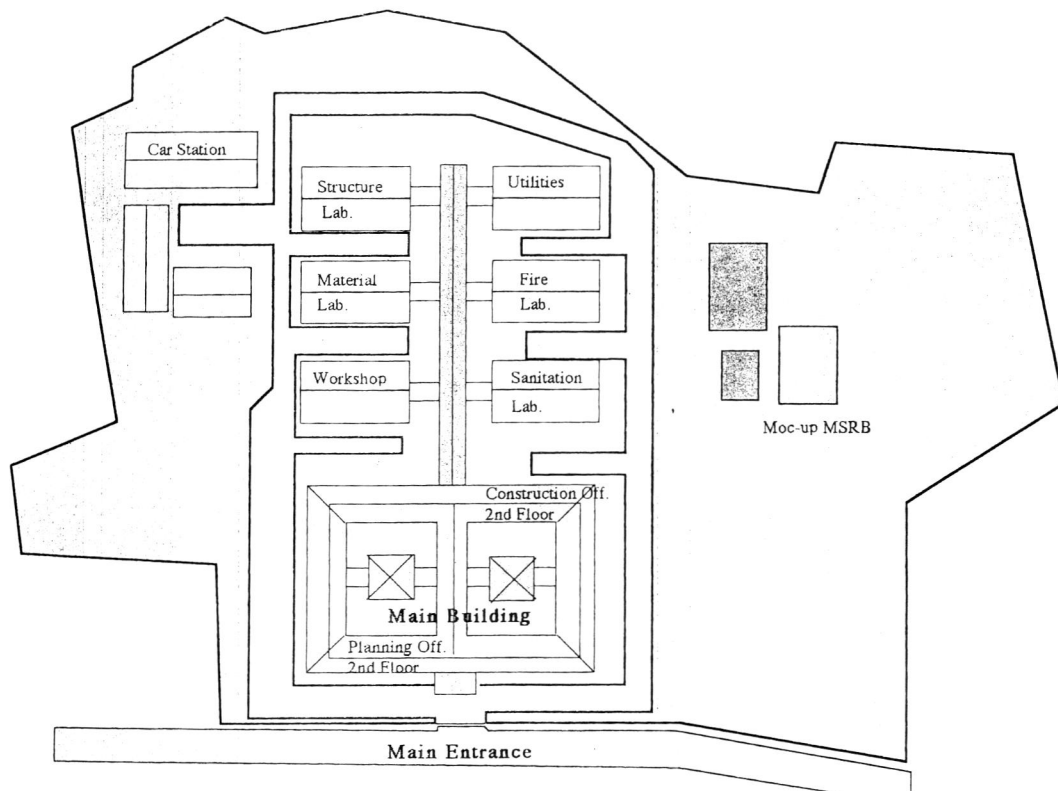 Car Station
Structure
Lab.
Utilities
Material
Lab.
Fire
Lab.
Workshop
Sanitation
Lab.
Moc-up MSRB
Construction Off.
2nd Floor
Main Building
Planning Off.
2nd Floor
Main Entrance